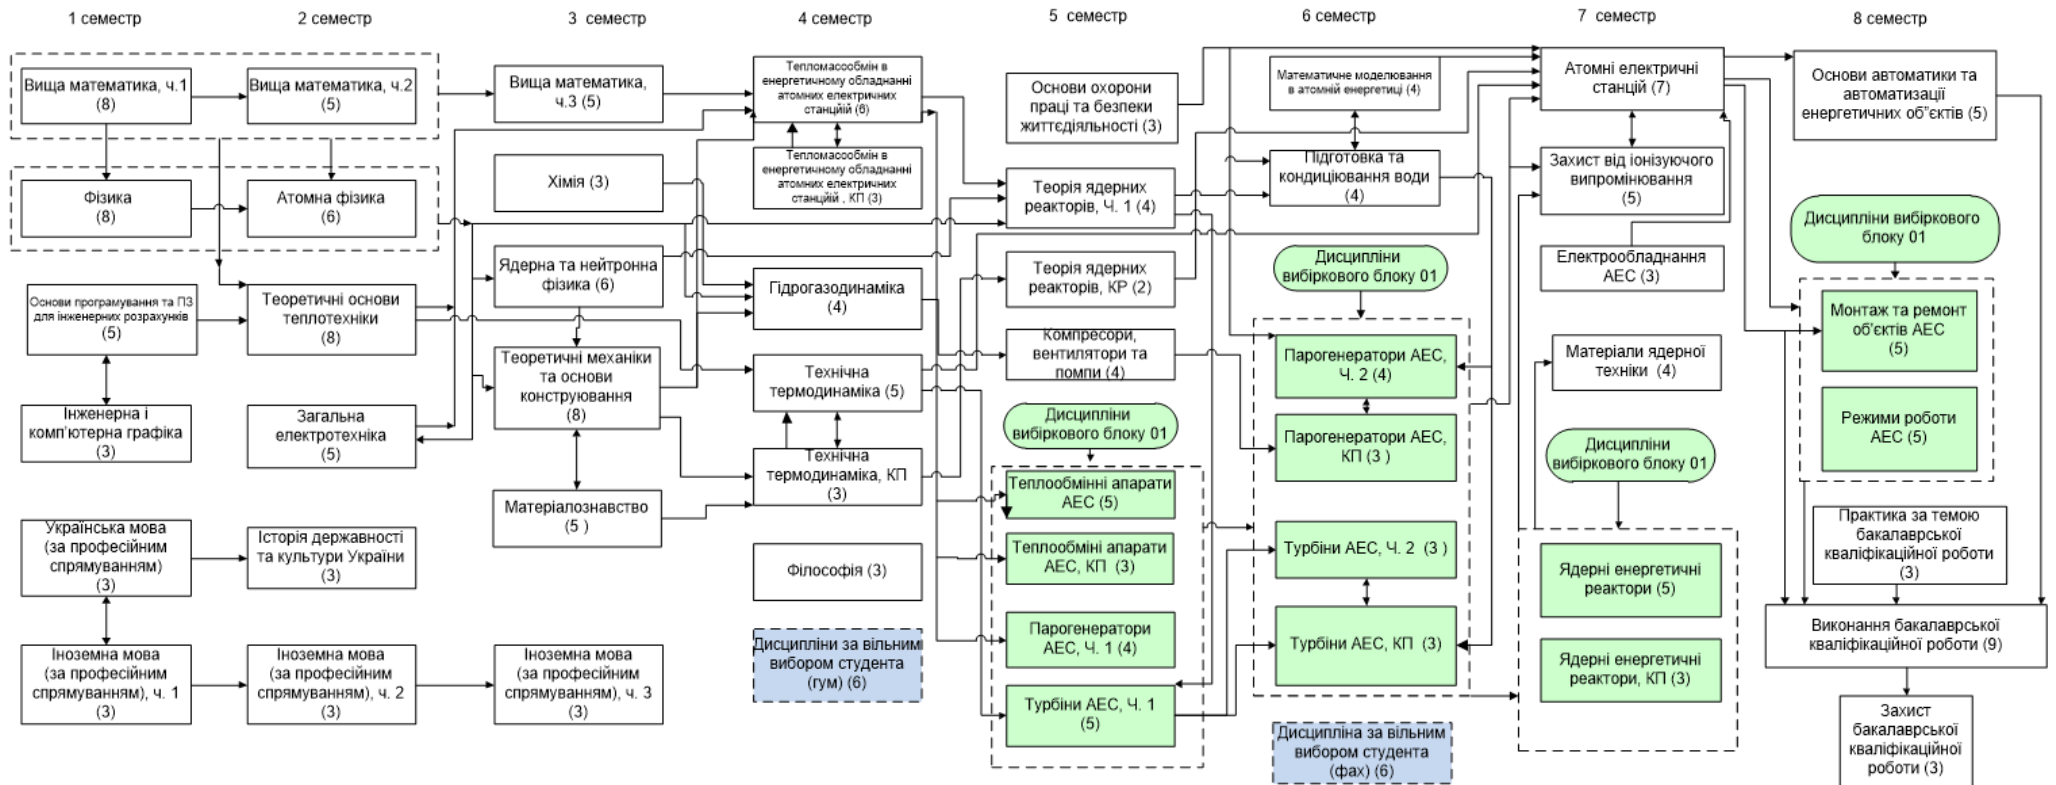 1 семестр
2 семестр
3 семестр
4 семестр
5 семестр
6 семестр
7 семестр
8 семестр
Вища математика, ч.1
(8)
Фізика
(8)
Основи програмування та ПЗ
для інженерних розрахунків
(5)
Інженерна і
комп'ютерна графіка
(3)
Українська мова
(за професійним
спрямуванням)
(3)
Іноземна мова
(за професійним
спрямуванням), ч. 1
(3)
Вища математика, ч.2
(5)
Атомна фізика
(6)
Теоретичні основи
теплотехніки
(8)
Загальна
електротехніка
(5)
Історія державності
та культури України
(3)
Іноземна мова
(за професійним
спрямуванням), ч. 2
(3)
Вища математика,
ч.3 (5)
Хімія (3)
Ядерна та нейтронна
фізика (6)
Теоретичні механіки
та основи
конструювання
(8)
Матеріалознавство
(5 )
Іноземна мова
(за професійним
спрямуванням), ч. 3
(3)
Тепломассобмін в
енергетичному обладнанні
атомних електричних
станцйій (6)
Тепломассобмін в
енергетичному обладнанні
атомних електричних
станцйій , КП (3)
Гідрогазодинаміка
(4)
Технічна
термодинаміка (5)
Технічна
термодинаміка, КП
(3)
Філософія (3)
Дисципліни за вільним
вибором студента
(гум) (6)
Основи охорони
праці та безпеки
життєдіяльності (3)
Теорія ядерних
реакторів, Ч. 1 (4)
Теорія ядерних
реакторів, КР (2)
Компресори,
вентилятори та
помпи (4)
Дисципліни
вибіркового блоку 01
Теплообмінні апарати
АЕС (5)
Теплообміні апарати
АЕС, КП (3)
Парогенератори
АЕС, Ч. 1 (4)
Турбіни АЕС, Ч. 1
(5)
Математичне моделювання
в атомній енергетиці (4)
Підготовка та
кондиціювання води
(4)
Дисципліни
вибіркового блоку 01
Парогенератори АЕС,
Ч. 2 (4)
Парогенератори АЕС,
КП (3 )
Турбіни АЕС, Ч. 2 (3 )
Турбіни АЕС, КП (3)
Дисципліна за вільним
вибором студента
(фах) (6)
Атомні електричні
станцій (7)
Захист від іонізуючого
випромінювання
(5)
Електрообладнання
АЕС (3)
Матеріали ядерної
техніки (4)
Дисципліни
вибіркового блоку 01
Ядерні енергетичні
реактори (5)
Ядерні енергетичні
реактори, КП (3)
Основи автоматики та
автоматизації
енергетичних об"єктів (5)
Дисципліни вибіркового
блоку 01
Монтаж та ремонт
об'єктів АЕС
(5)
Режими роботи
АЕС (5)
Практика за темою
бакалаврської
кваліфікаційної роботи
(3)
Виконання бакалаврської
кваліфікаційної роботи (9)
Захист
бакалаврської
кваліфікаційної
роботи (3)